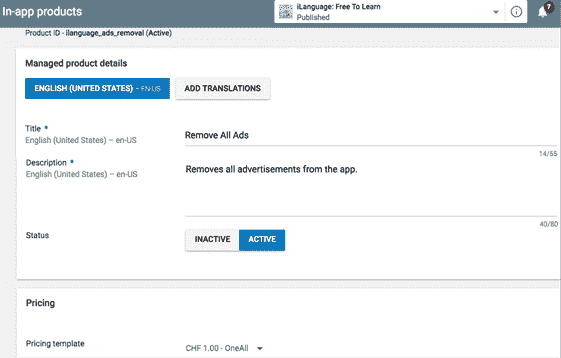 In-app products
iLanguage: Free To Learn
Published
7
Product ID - ilanguage_ads_removal (Active)
Managed product details
ENGLISH (UNITED STATES) – EN-US
ADD TRANSLATIONS
Title *
English (United States) – en-US
Remove All Ads
14/55
Description *
English (United States) – en-US
Removes all advertisements from the app.
40/80
Status
INACTIVE
ACTIVE
Pricing
Pricing template
CHF 1.00 - OneAll